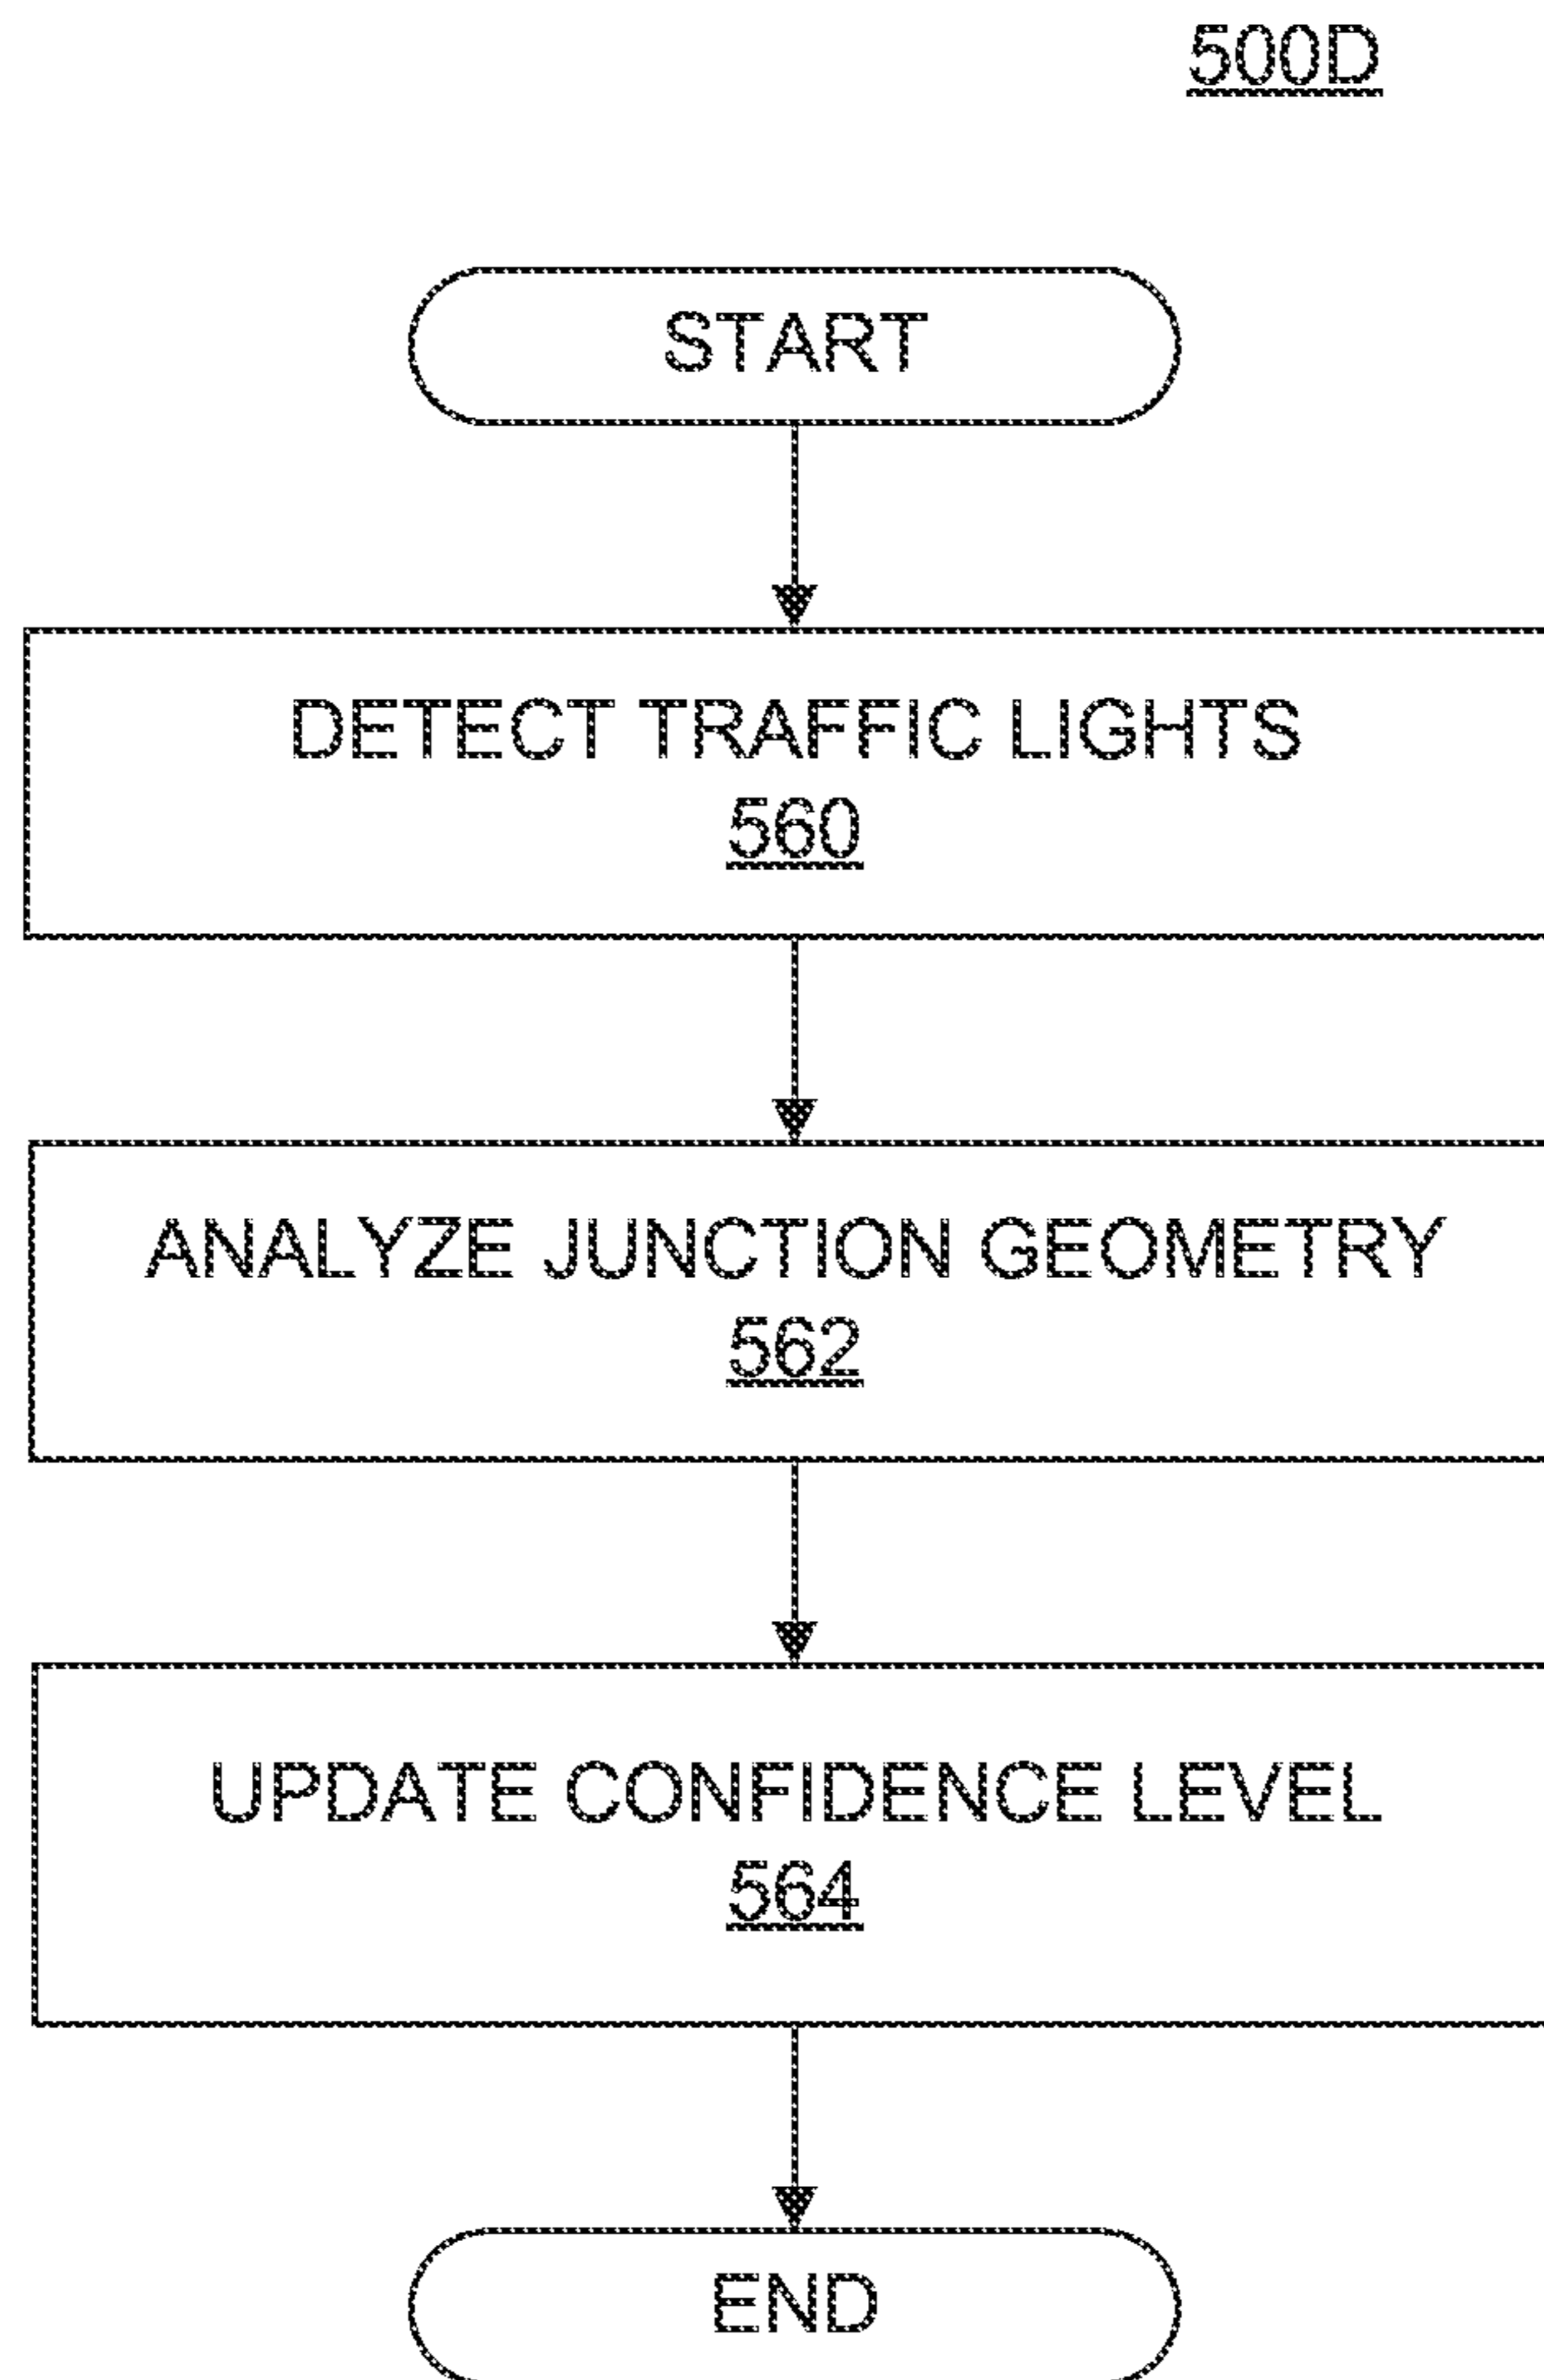 500D
START
DETECT TRAFFIC LIGHTS
560
ANALYZE JUNCTION GEOMETRY
562
UPDATE CONFIDENCE LEVEL
564
END